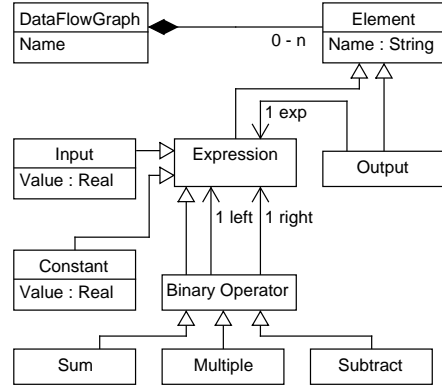 DataFlowGraph
Element
Name
0 - n
Name : String
1 exp
Input
Expression
Output
Value : Real
1 left
1 right
Constant
Value : Real
Binary Operator
Sum
Multiple
Subtract